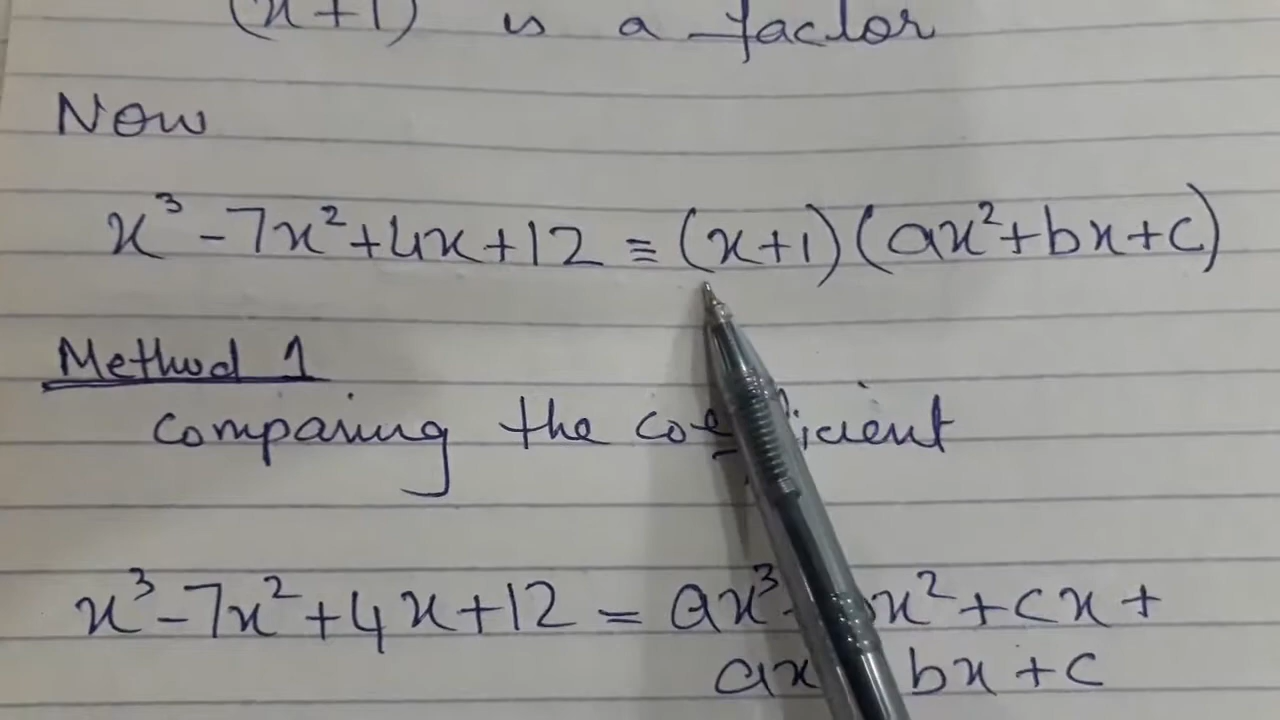 (x+1) is a factor
Now
x³ - 7x² + 4x + 12 ≡ (x+1)(ax²+bx+c)
Method 1
comparing the
x³ - 7x² + 4x + 12 = ax³ x² + cx +
ax bx + c